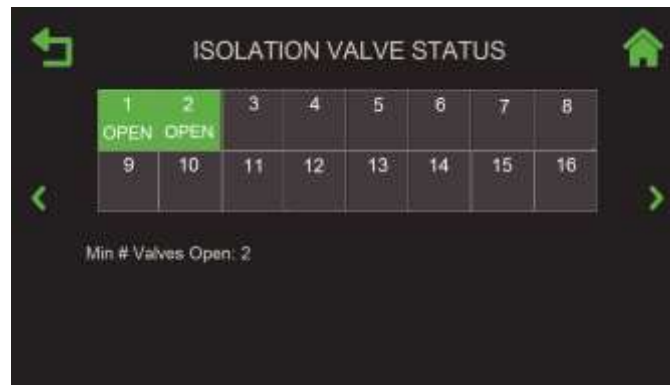 ISOLATION VALVE STATUS
1 2 3 4 5 6 7 8
OPEN OPEN
9 10 11 12 13 14 15 16
Min # Valves Open: 2